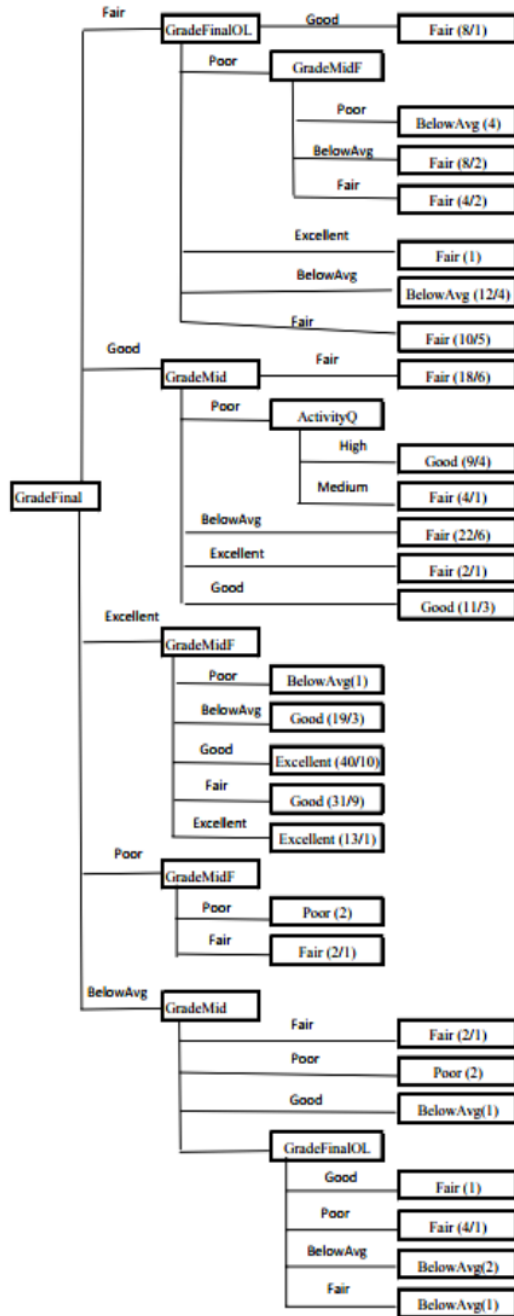 Fair
GradeFinalOL
Good
Fair (8/1)
Poor
GradeMidF
Poor
BelowAvg (4)
BelowAvg
Fair (8/2)
Fair
Fair (4/2)
Excellent
Fair (1)
BelowAvg
BelowAvg (12/4)
Fair
Fair (10/5)
Good
GradeMid
Fair
Fair (18/6)
Poor
ActivityQ
High
Good (9/4)
Medium
Fair (4/1)
GradeFinal
BelowAvg
Fair (22/6)
Excellent
Fair (2/1)
Good
Good (11/3)
Excellent
GradeMidF
Poor
BelowAvg(1)
BelowAvg
Good (19/3)
Good
Excellent (40/10)
Fair
Good (31/9)
Excellent
Excellent (13/1)
Poor
GradeMidF
Poor
Poor (2)
Fair
Fair (2/1)
BelowAvg
GradeMid
Fair
Fair (2/1)
Poor
Poor (2)
Good
BelowAvg(1)
GradeFinalOL
Good
Fair (1)
Poor
Fair (4/1)
BelowAvg
BelowAvg(2)
Fair
BelowAvg(1)